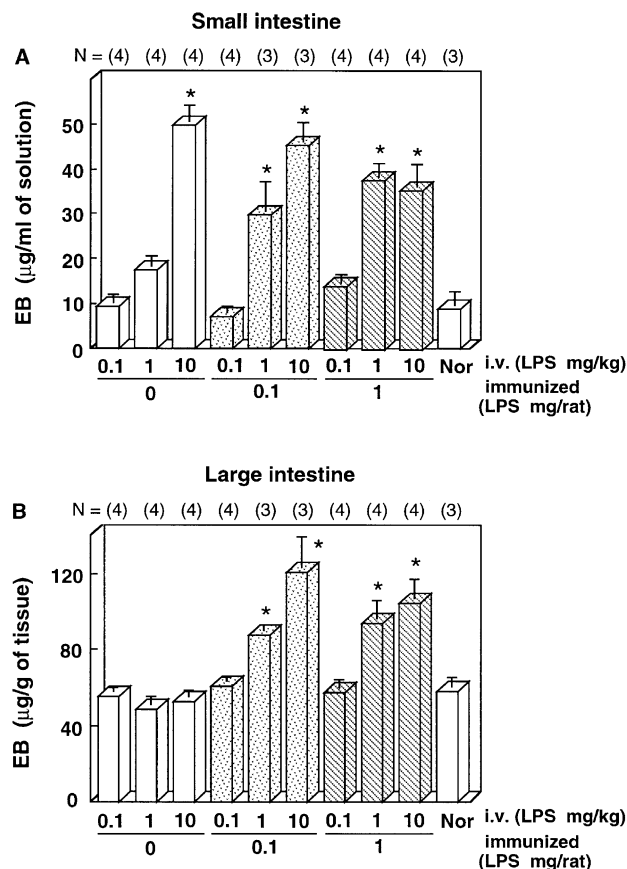 Small intestine
A
N = (4) (4) (4) (4) (3) (3) (4) (4) (4) (3)
EB (μg/ml of solution)
50
40
30
20
10
0
* * * * *
0.1 1 10 0.1 1 10 0.1 1 10 Nor i.v. (LPS mg/kg)
0 0.1 1 immunized
(LPS mg/rat)
Large intestine
B
N = (4) (4) (4) (4) (3) (3) (4) (4) (4) (3)
EB (μg/g of tissue)
120
80
40
0
* * * *
0.1 1 10 0.1 1 10 0.1 1 10 Nor i.v. (LPS mg/kg)
0 0.1 1 immunized
(LPS mg/rat)